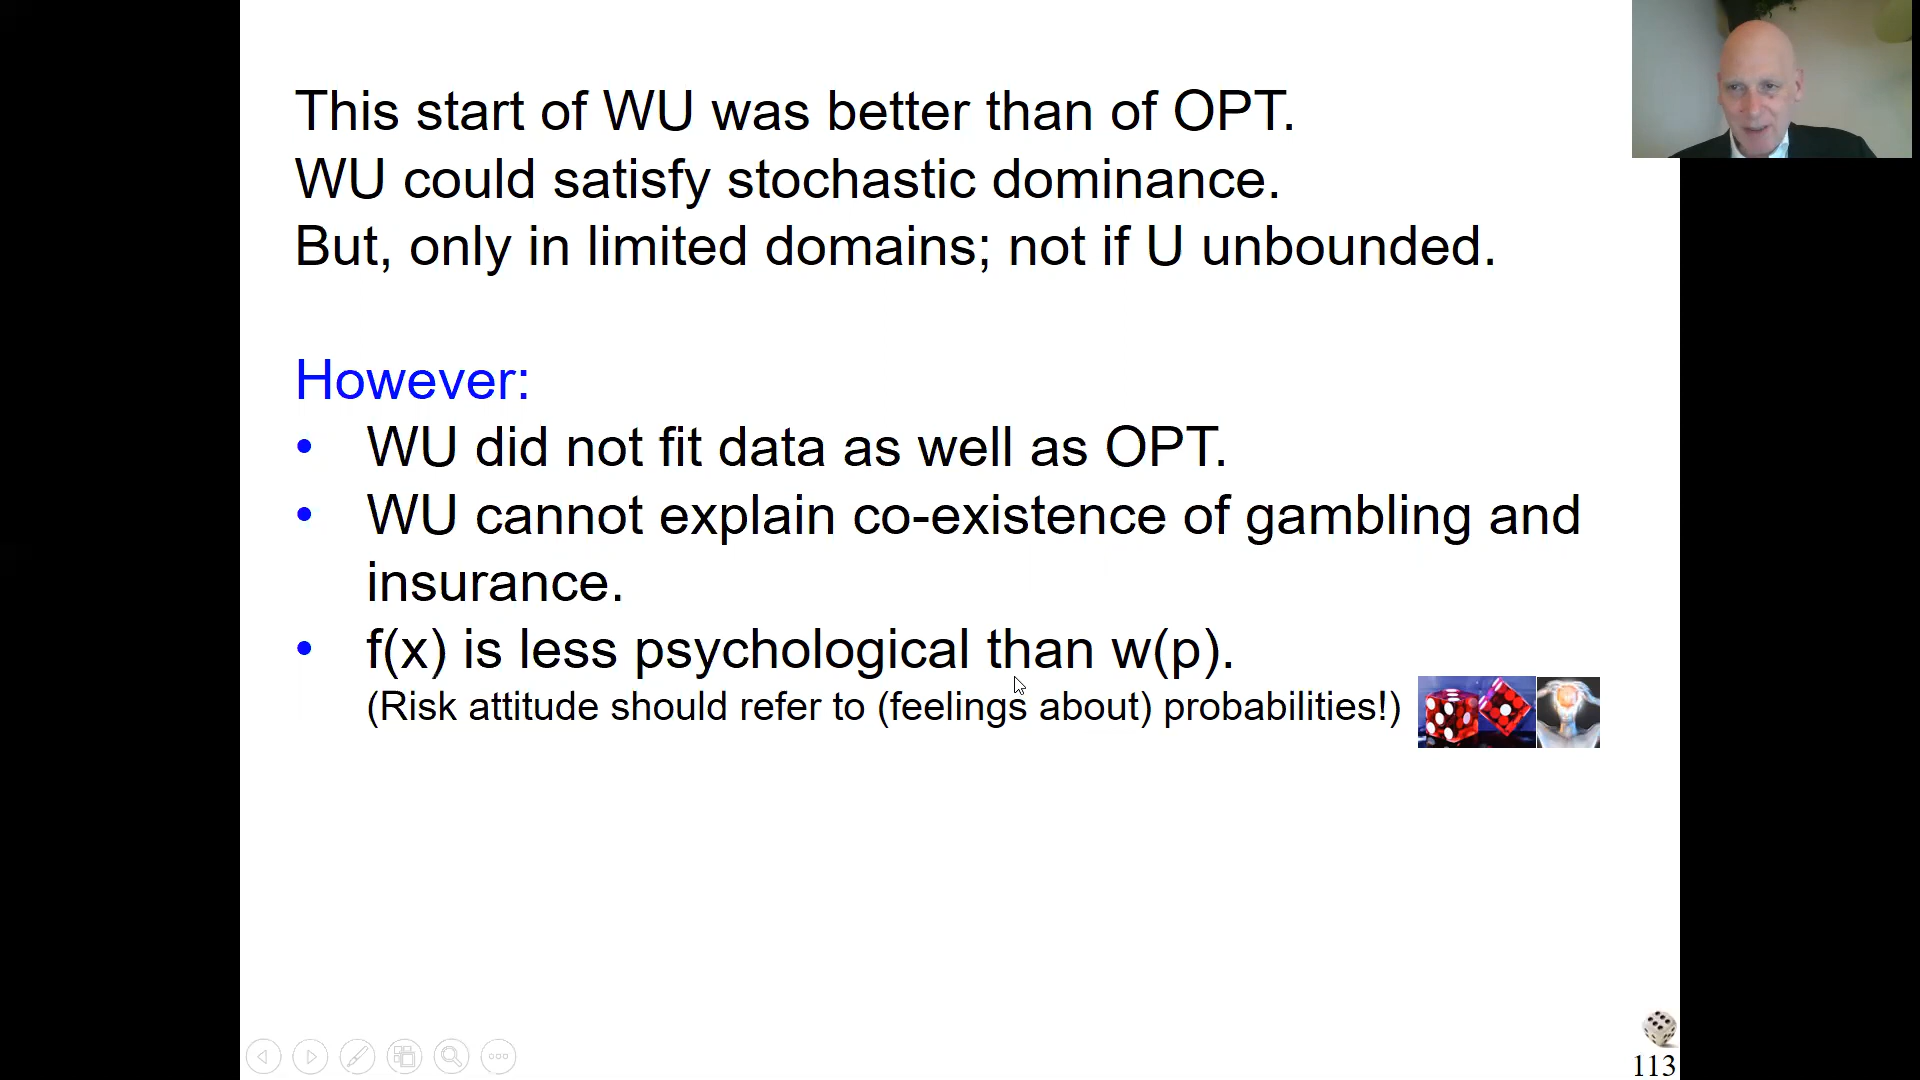 This start of WU was better than of OPT.
WU could satisfy stochastic dominance.
But, only in limited domains; not if U unbounded.
However:
• WU did not fit data as well as OPT.
• WU cannot explain co-existence of gambling and
insurance.
• f(x) is less psychological than w(p).
(Risk attitude should refer to (feelings about) probabilities!)
113